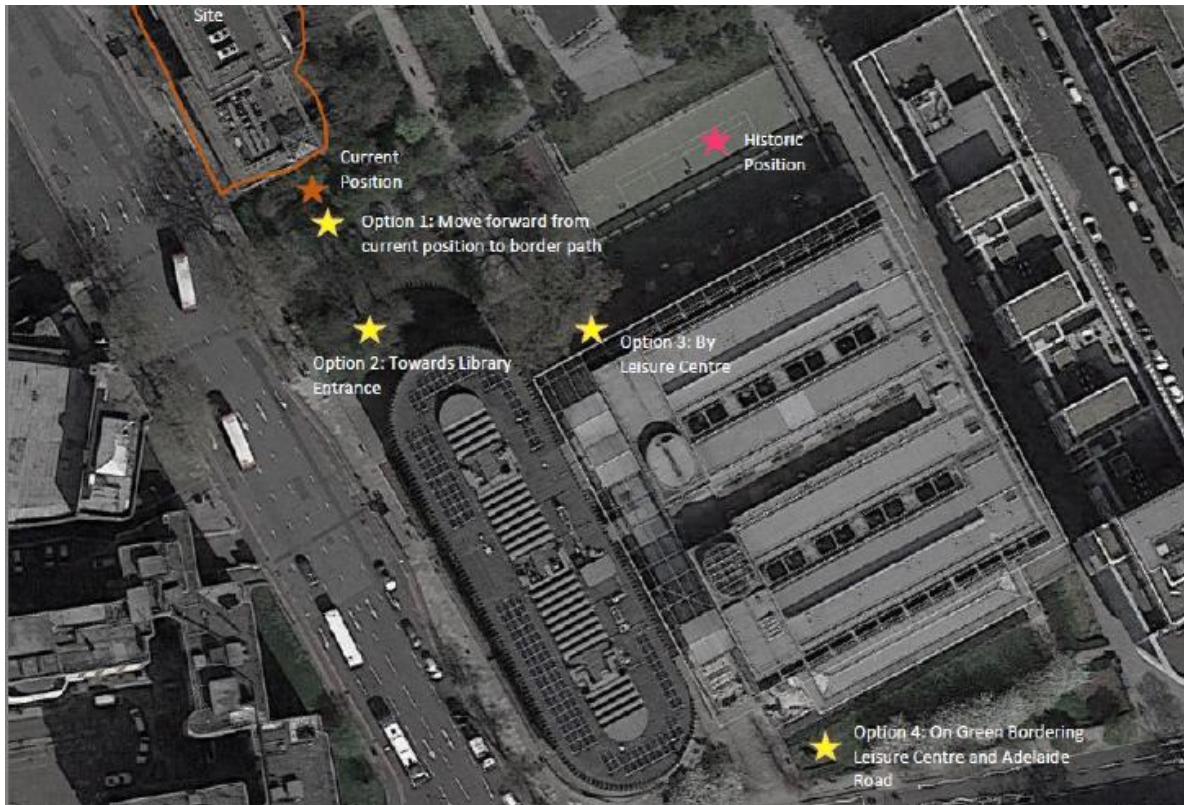 Site
Current
Position
Historic
Position
Option 1: Move forward from
current position to border path
Option 2: Towards Library
Entrance
Option 3: By
Leisure Centre
Option 4: On Green Bordering
Leisure Centre and Adelaide
Road